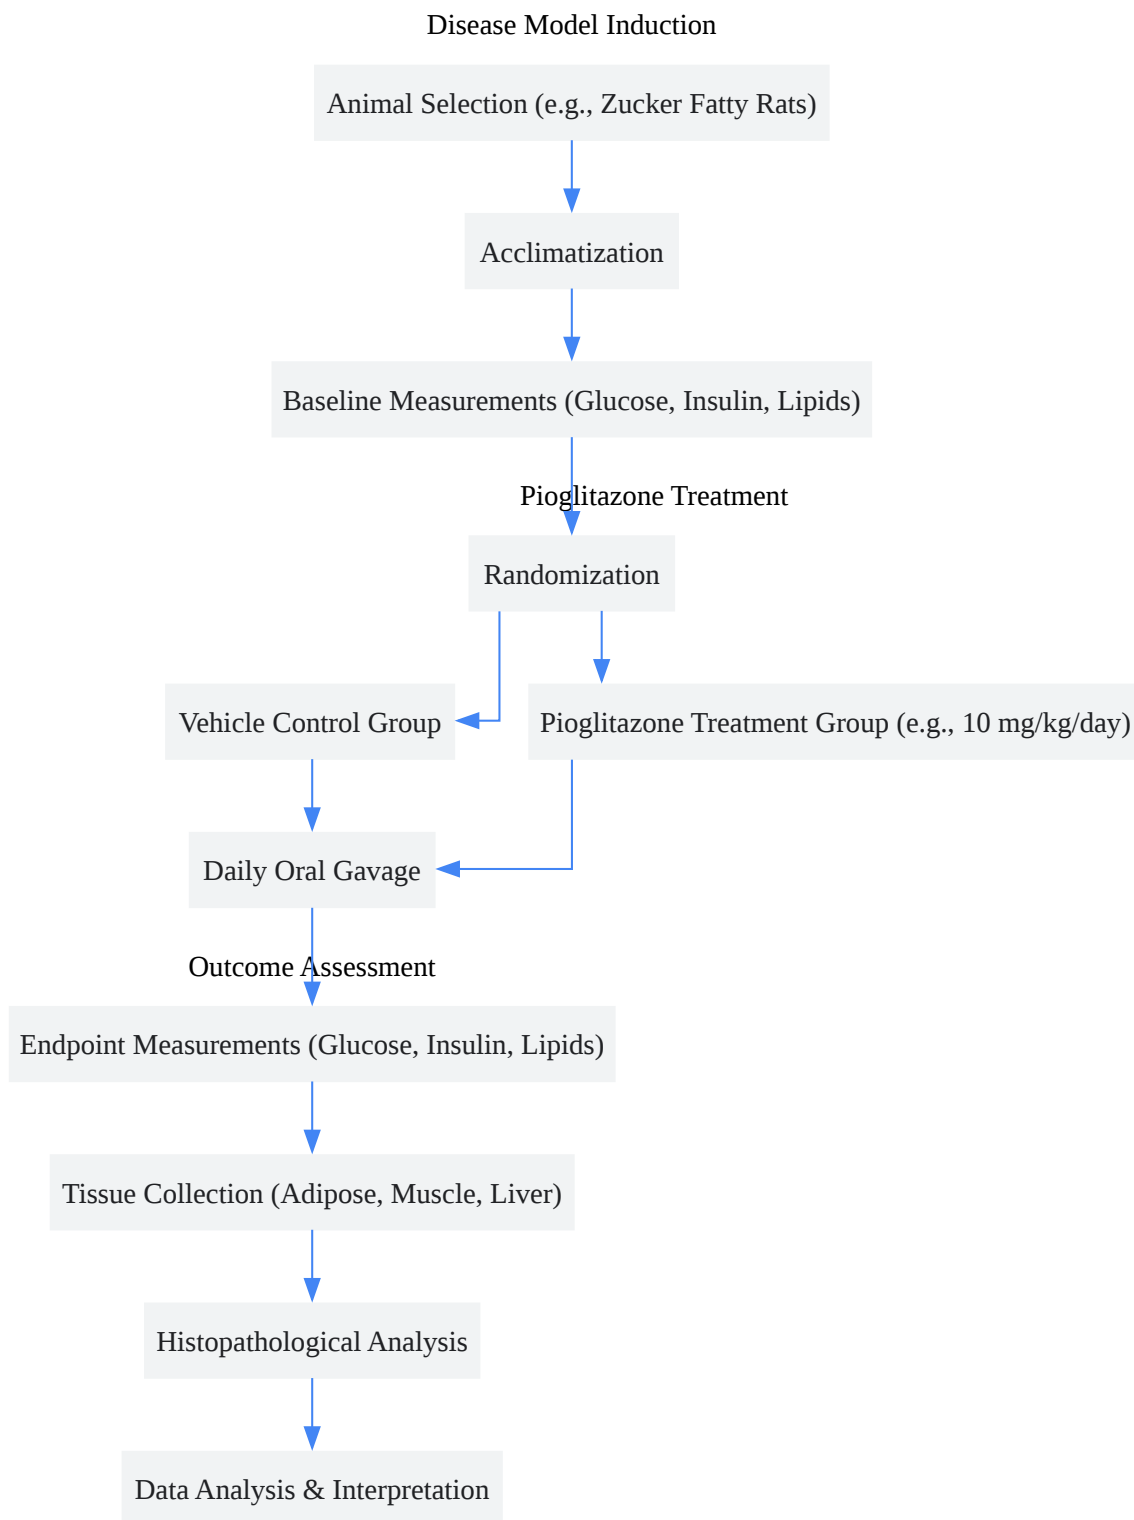 Disease Model Induction
Animal Selection (e.g., Zucker Fatty Rats)
Acclimatization
Baseline Measurements (Glucose, Insulin, Lipids)
Pioglitazone Treatment
Randomization
Vehicle Control Group
Pioglitazone Treatment Group (e.g., 10 mg/kg/day)
Daily Oral Gavage
Outcome Assessment
Endpoint Measurements (Glucose, Insulin, Lipids)
Tissue Collection (Adipose, Muscle, Liver)
Histopathological Analysis
Data Analysis & Interpretation